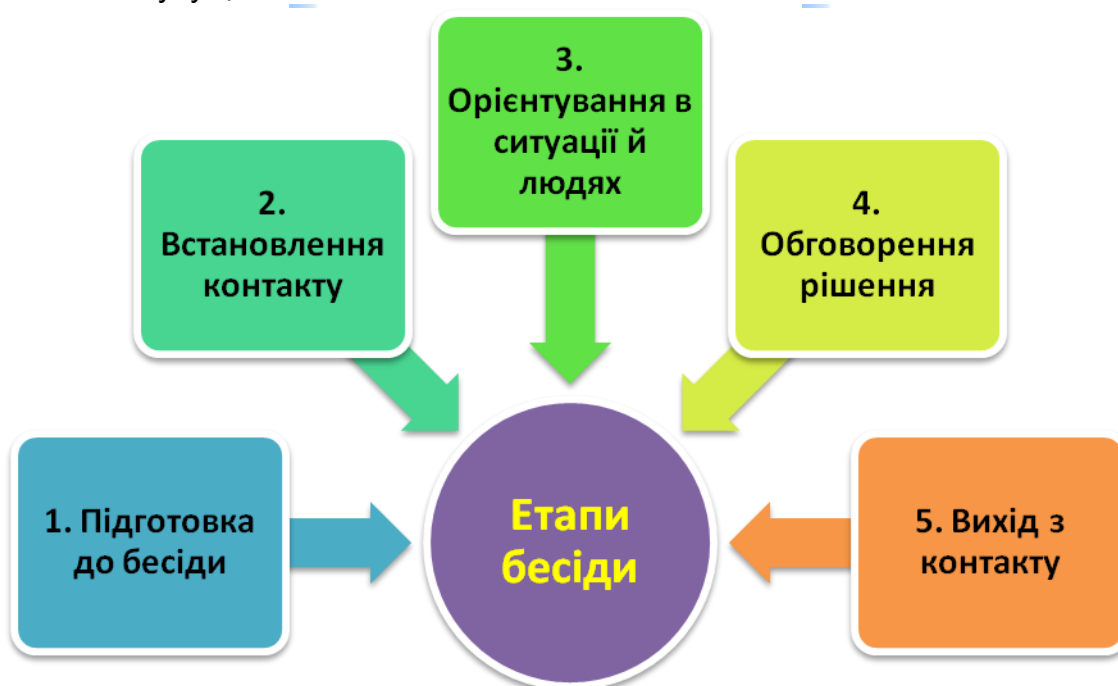 1. Підготовка
до бесіди
2.
Встановлення
контакту
3.
Орієнтування в
ситуації й
людях
4.
Обговорення
рішення
5. Вихід з
контакту
Етапи
бесіди